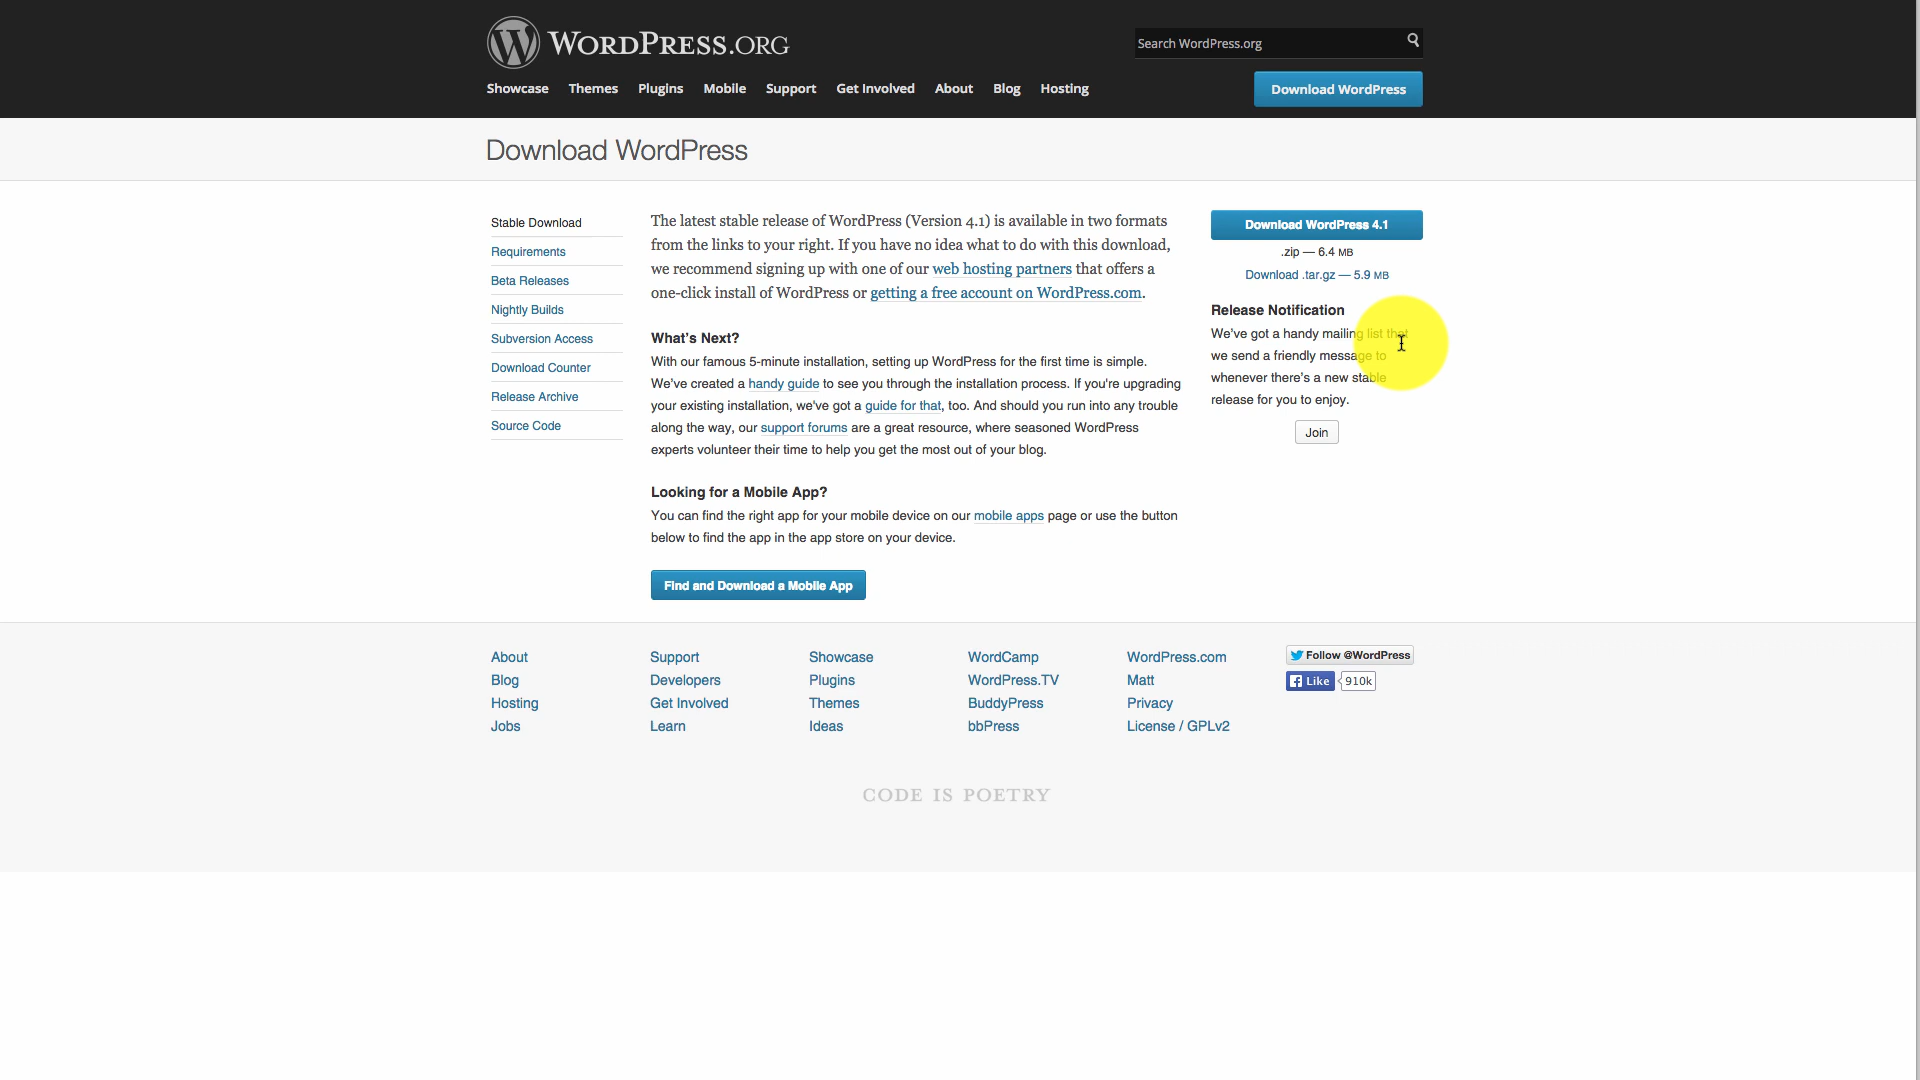 WORDPRESS.ORG
Search WordPress.org
Showcase Themes Plugins Mobile Support Get Involved About Blog Hosting
Download WordPress
Download WordPress
Stable Download
Requirements
Beta Releases
Nightly Builds
Subversion Access
Download Counter
Release Archive
Source Code
The latest stable release of WordPress (Version 4.1) is available in two formats
from the links to your right. If you have no idea what to do with this download,
we recommend signing up with one of our web hosting partners that offers a
one-click install of WordPress or getting a free account on WordPress.com.
What's Next?
With our famous 5-minute installation, setting up WordPress for the first time is simple.
We've created a handy guide to see you through the installation process. If you're upgrading
your existing installation, we've got a guide for that, too. And should you run into any trouble
along the way, our support forums are a great resource, where seasoned WordPress
experts volunteer their time to help you get the most out of your blog.
Looking for a Mobile App?
You can find the right app for your mobile device on our mobile apps page or use the button
below to find the app in the app store on your device.
Find and Download a Mobile App
Download WordPress 4.1
.zip — 6.4 MB
Download .tar.gz — 5.9 MB
Release Notification
We've got a handy mailing list that
we send a friendly message to
whenever there's a new stable
release for you to enjoy.
Join
About
Blog
Hosting
Jobs
Support
Developers
Get Involved
Learn
Showcase
Plugins
Themes
Ideas
WordCamp
WordPress.TV
BuddyPress
bbPress
WordPress.com
Matt
Privacy
License / GPLv2
Follow @WordPress
Like 910k
CODE IS POETRY